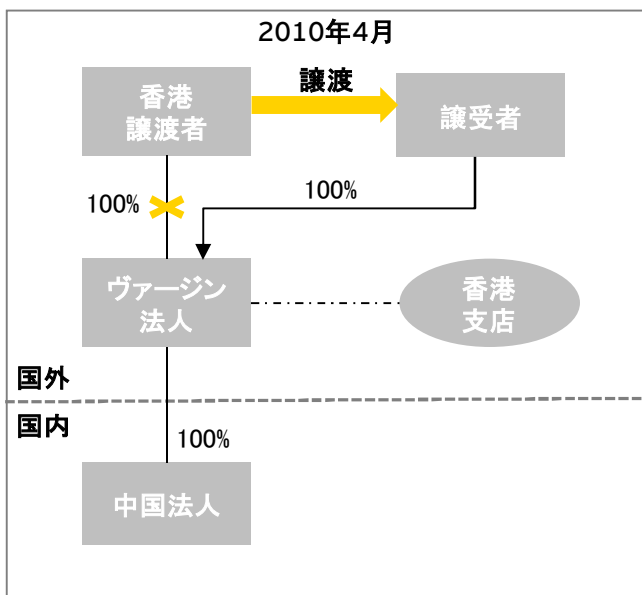 2010年4月
譲渡
香港
譲渡者
譲受者
100%
100%
ヴァージン
法人
香港
支店
国外
国内
100%
中国法人